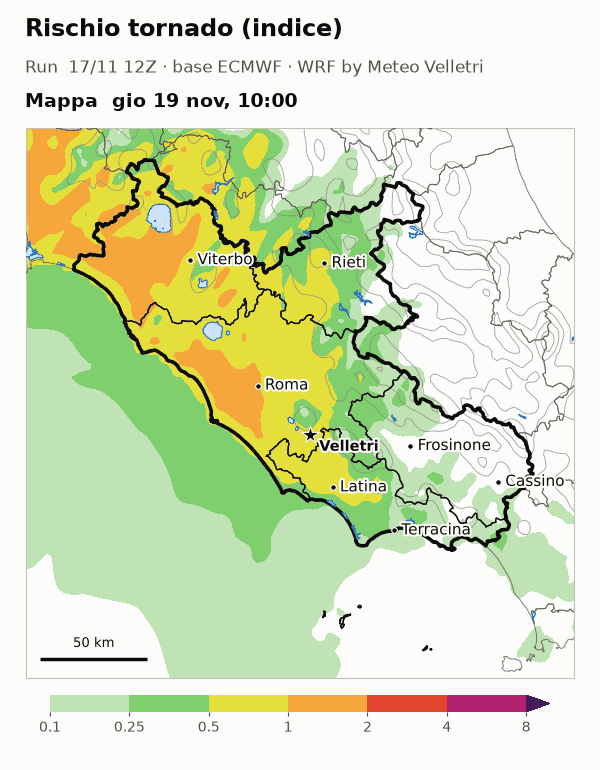 Rischio tornado (indice)
Run  17/11 12Z · base ECMWF · WRF by Meteo Velletri
Mappa  gio 19 nov, 10:00
Viterbo
Rieti
Roma
Velletri
Frosinone
Cassino
Latina
Terracina
50 km
0.1 0.25 0.5 1 2 4 8